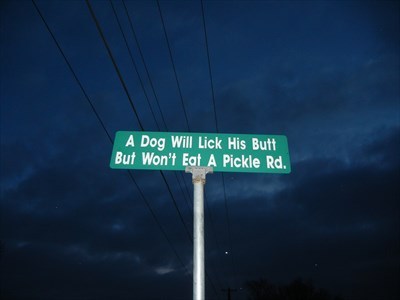 A Dog Will Lick His Butt
But Won't Eat A Pickle Rd.